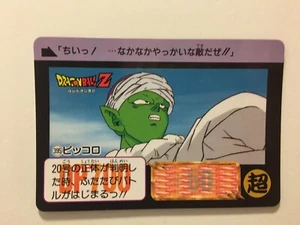 「ちいっ! …なかなかやっかいな敵だぜ!!」
DRAGON BALL Z
ピッコロ
20号の正体が判明し
た時、ふたたびバト
ルがはじまるっ!!
超